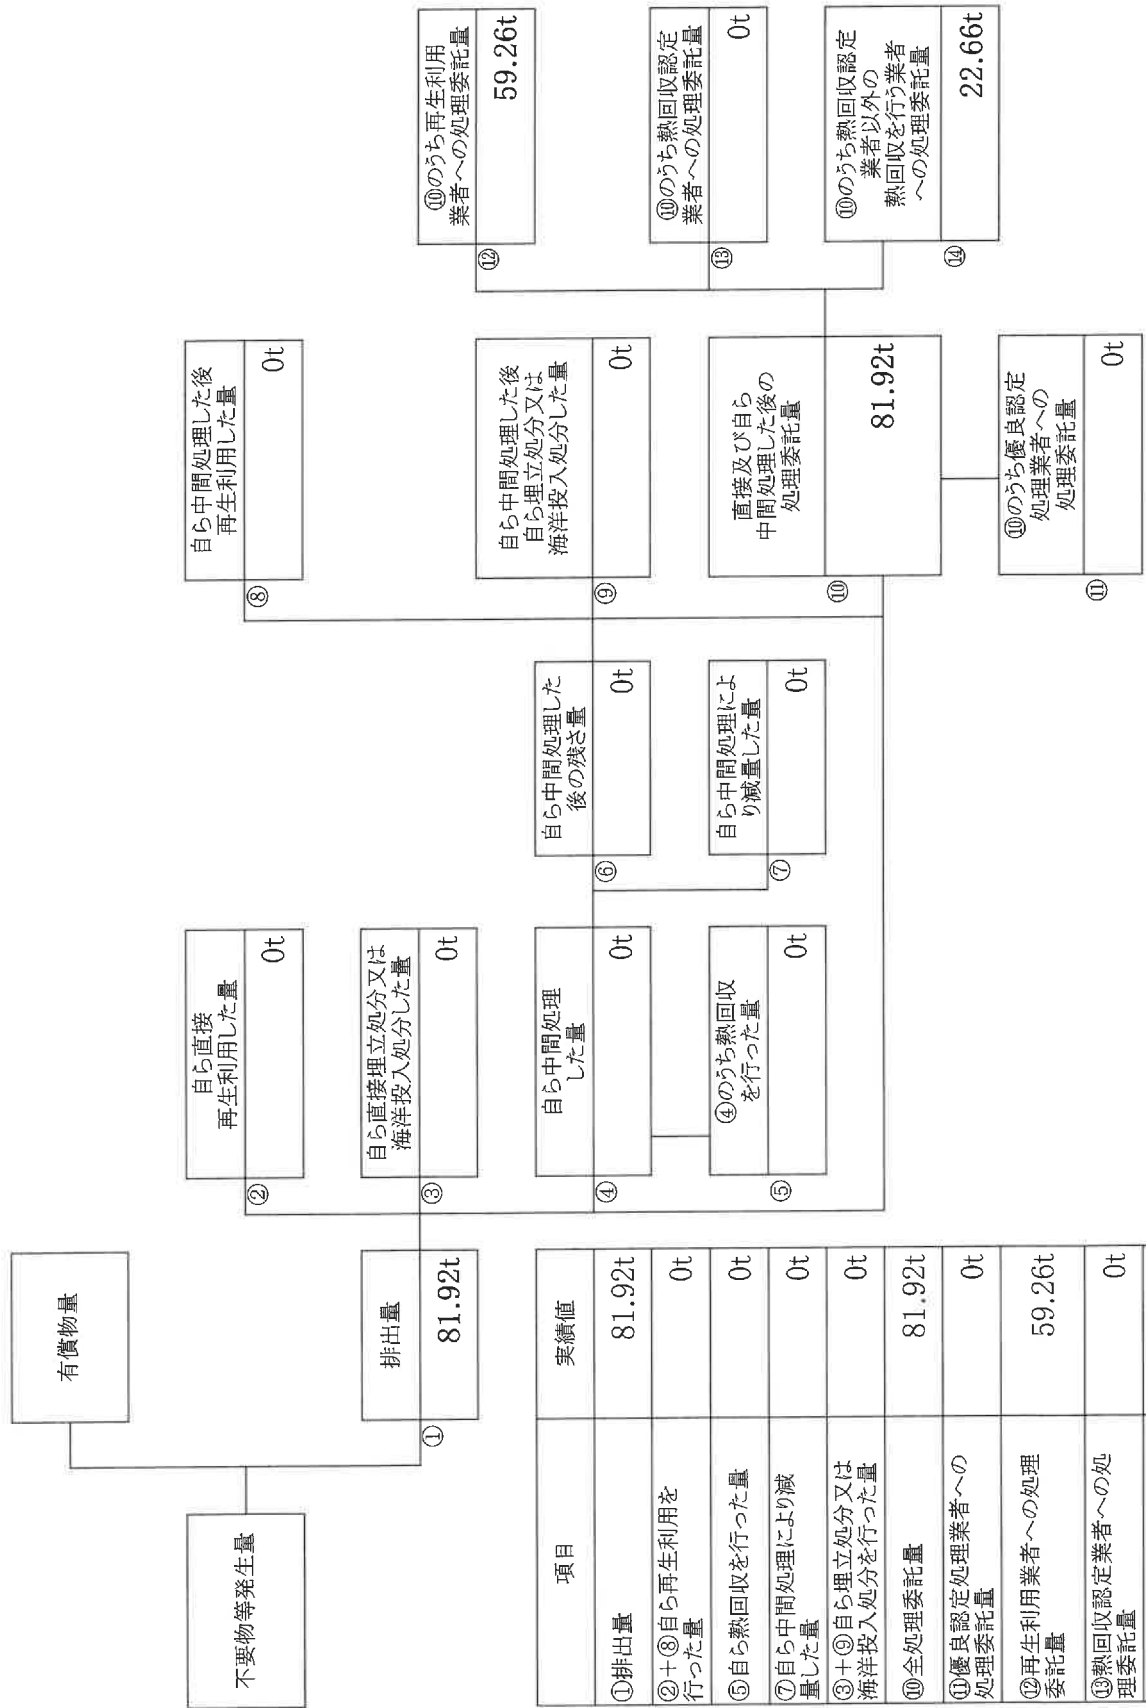 不要物等発生量
有償物量
排出量
①
81.92t
自ら直接
再生利用した量
②
0t
自ら直接埋立処分又は
海洋投入処分した量
③
0t
自ら中間処理
した量
④
0t
④のうち熱回収
を行った量
⑤
0t
自ら中間処理した
後の残さ量
⑥
0t
自ら中間処理によ
り減量した量
⑦
0t
自ら中間処理した後
再生利用した量
⑧
0t
自ら中間処理した後
自ら埋立処分又は
海洋投入処分した量
⑨
0t
直接及び自ら
中間処理した後の
処理委託量
⑩
81.92t
⑩のうち優良認定
処理業者への
処理委託量
⑪
0t
⑩のうち再生利用
業者への処理委託量
⑫
59.26t
⑩のうち熱回収認定
業者への処理委託量
⑬
0t
⑩のうち熱回収認定
業者以外の
熱回収を行う業者
への処理委託量
⑭
22.66t
項目 実績値
①排出量 81.92t
②+⑧自ら再生利用を
行った量 0t
⑤自ら熱回収を行った量 0t
⑦自ら中間処理により減
量した量 0t
③+⑨自ら埋立処分又は
海洋投入処分を行った量 0t
⑩全処理委託量 81.92t
⑪優良認定処理業者への
処理委託量 0t
⑫再生利用業者への処理
委託量 59.26t
⑬熱回収認定業者への処
理委託量 0t